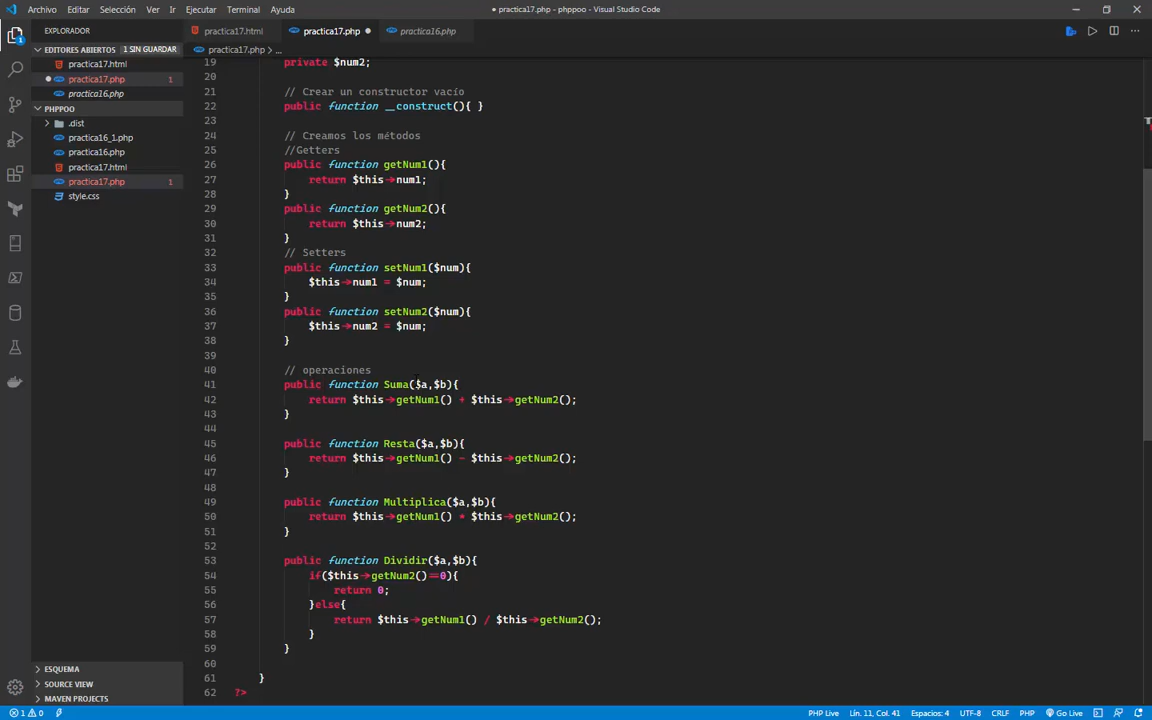 Archivo Editar Selección Ver Ir Ejecutar Terminal Ayuda
● practica17.php - phppoo - Visual Studio Code
EXPLORADOR
practica17.html
practica17.php ●
practica16.php
EDITORES ABIERTOS 1 SIN GUARDAR
practica17.php > ...
practica17.html
● practica17.php 1
practica16.php
PHPPOO
.dist
practica16_1.php
practica16.php
practica17.html
practica17.php 1
style.css
19 private $num2;
20
21 // Crear un constructor vacío
22 public function __construct(){ }
23
24 // Creamos los métodos
25 //Getters
26 public function getNum1(){
27 return $this->num1;
28 }
29 public function getNum2(){
30 return $this->num2;
31 }
32 // Setters
33 public function setNum1($num){
34 $this->num1 = $num;
35 }
36 public function setNum2($num){
37 $this->num2 = $num;
38 }
39
40 // operaciones
41 public function Suma($a,$b){
42 return $this->getNum1() + $this->getNum2();
43 }
44
45 public function Resta($a,$b){
46 return $this->getNum1() - $this->getNum2();
47 }
48
49 public function Multiplica($a,$b){
50 return $this->getNum1() * $this->getNum2();
51 }
52
53 public function Dividir($a,$b){
54 if($this->getNum2()==0){
55 return 0;
56 }else{
57 return $this->getNum1() / $this->getNum2();
58 }
59 }
60
61 }
62 ?>
ESQUEMA
SOURCE VIEW
MAVEN PROJECTS
1 0
PHP Live Lín. 11, Col. 41 Espacios: 4 UTF-8 CRLF PHP Go Live